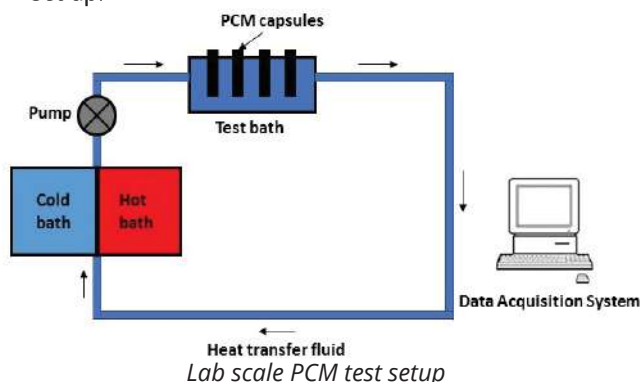 PCM capsules
Pump
Test bath
Cold
bath
Hot
bath
Data Acquisition System
Heat transfer fluid
Lab scale PCM test setup